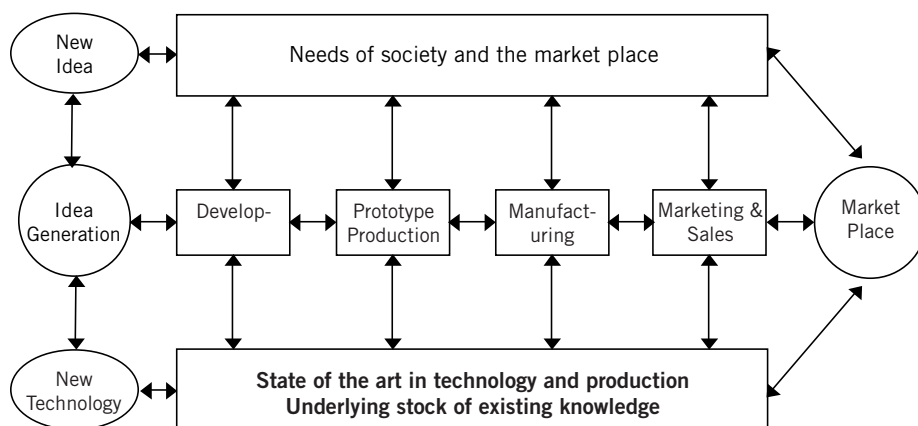 New
Idea
Needs of society and the market place
Idea
Generation
Develop-
Prototype
Production
Manufact-
uring
Marketing &
Sales
Market
Place
New
Technology
State of the art in technology and production
Underlying stock of existing knowledge